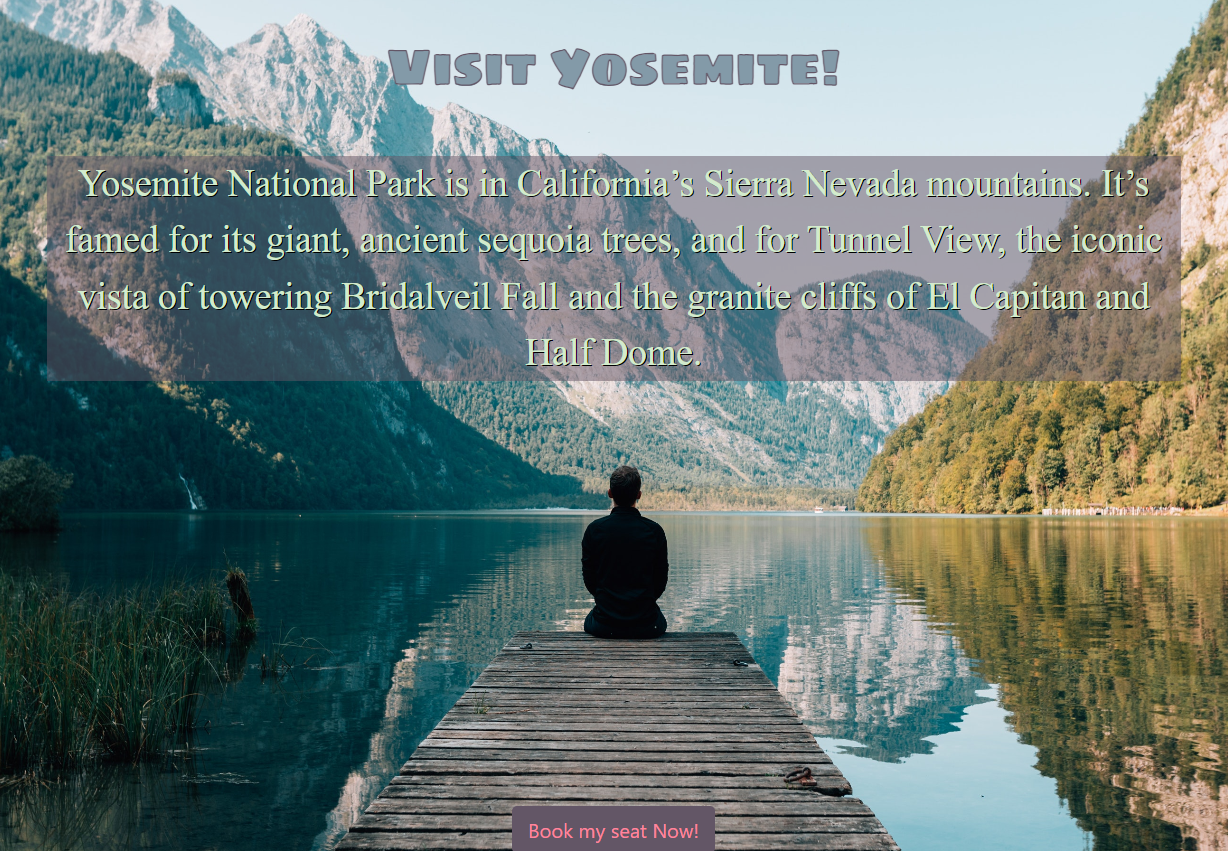 Visit Yosemite!
Yosemite National Park is in California’s Sierra Nevada mountains. It’s
famed for its giant, ancient sequoia trees, and for Tunnel View, the iconic
vista of towering Bridalveil Fall and the granite cliffs of El Capitan and
Half Dome.
Book my seat Now!